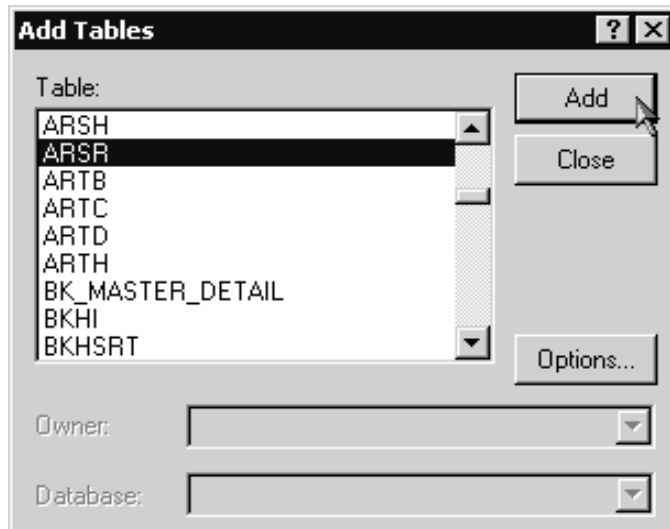 Add Tables
Table:
ARSH
ARSR
ARTB
ARTC
ARTD
ARTH
BK_MASTER_DETAIL
BKHI
BKHSRT
Add
Close
Options...
Owner:
Database: